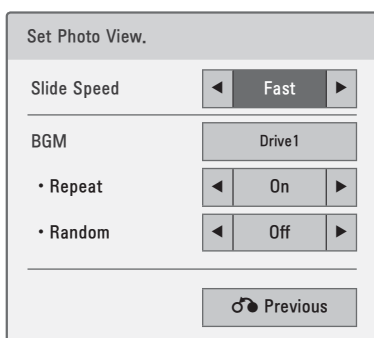 Set Photo View.
Slide Speed ◀ Fast ▶
BGM Drive1
• Repeat ◀ On ▶
• Random ◀ Off ▶
Previous